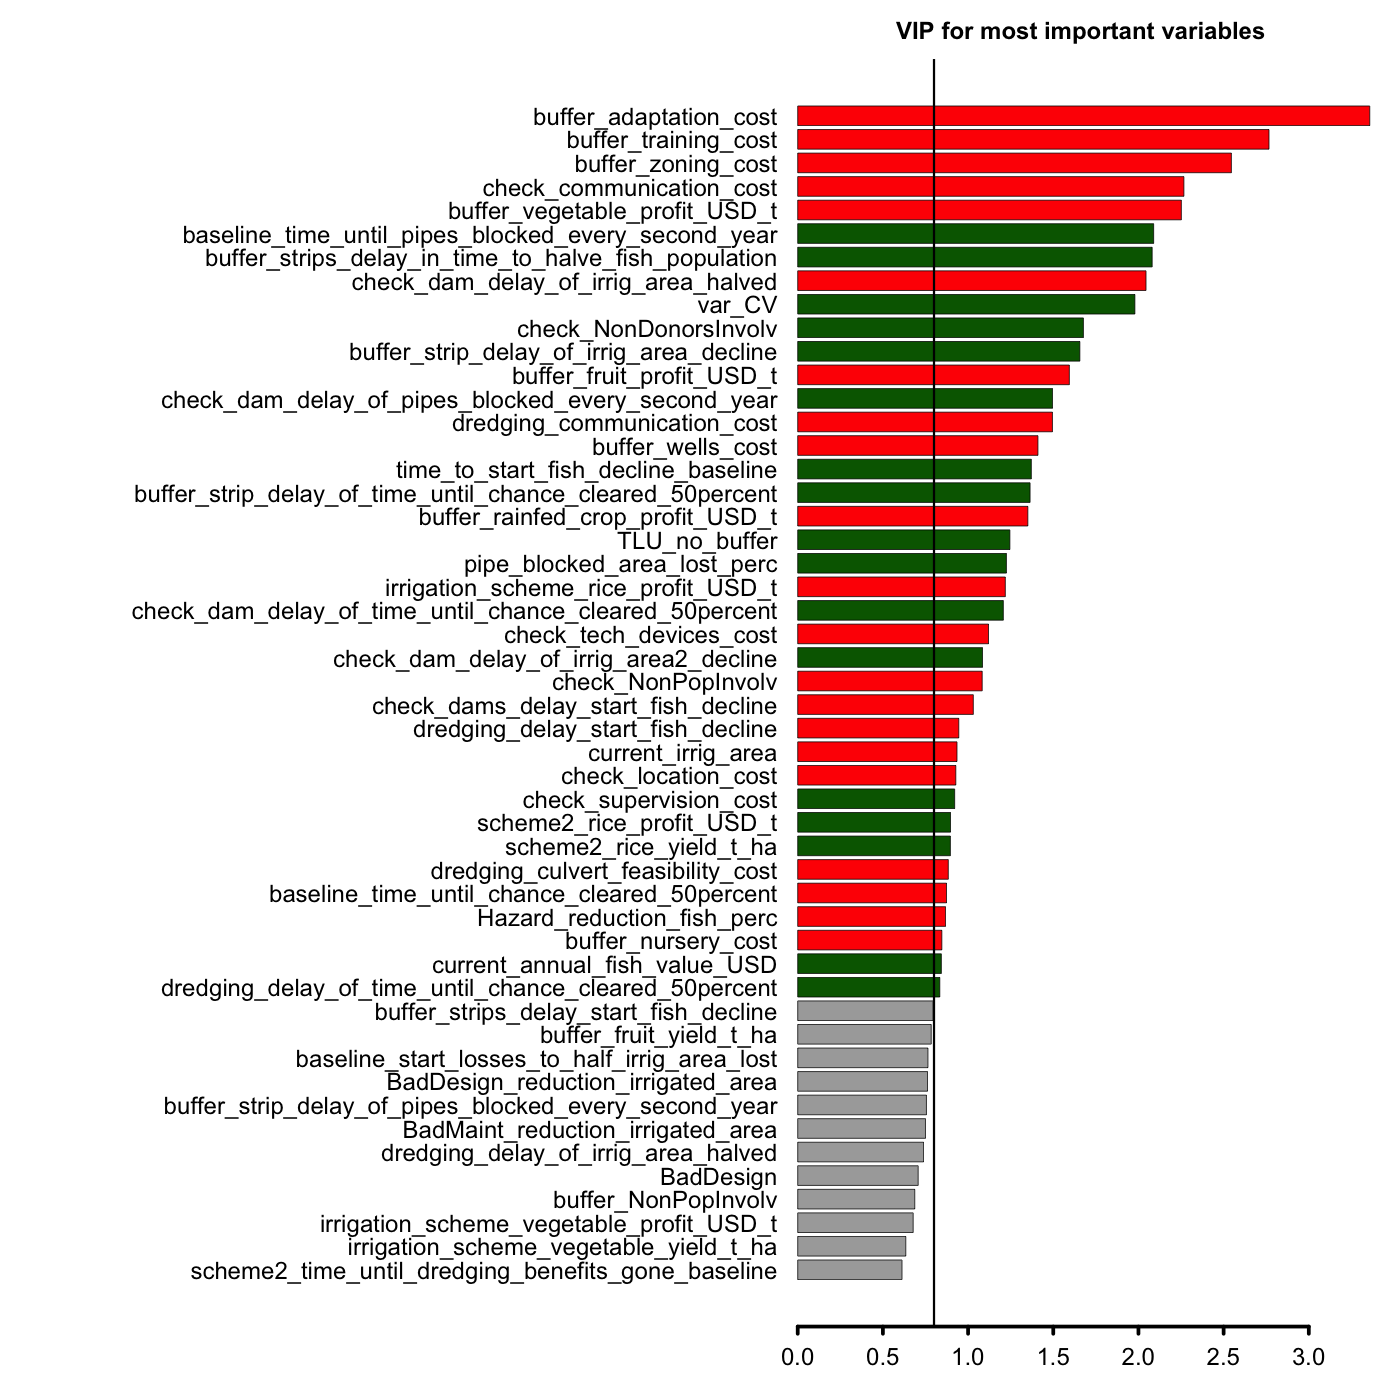 VIP for most important variables
buffer_adaptation_cost
buffer_training_cost
buffer_zoning_cost
check_communication_cost
buffer_vegetable_profit_USD_t
baseline_time_until_pipes_blocked_every_second_year
buffer_strips_delay_in_time_to_halve_fish_population
check_dam_delay_of_irrig_area_halved
var_CV
check_NonDonorsInvolv
buffer_strip_delay_of_irrig_area_decline
buffer_fruit_profit_USD_t
check_dam_delay_of_pipes_blocked_every_second_year
dredging_communication_cost
buffer_wells_cost
time_to_start_fish_decline_baseline
buffer_strip_delay_of_time_until_chance_cleared_50percent
buffer_rainfed_crop_profit_USD_t
TLU_no_buffer
pipe_blocked_area_lost_perc
irrigation_scheme_rice_profit_USD_t
check_dam_delay_of_time_until_chance_cleared_50percent
check_tech_devices_cost
check_dam_delay_of_irrig_area2_decline
check_NonPopInvolv
check_dams_delay_start_fish_decline
dredging_delay_start_fish_decline
current_irrig_area
check_location_cost
check_supervision_cost
scheme2_rice_profit_USD_t
scheme2_rice_yield_t_ha
dredging_culvert_feasibility_cost
baseline_time_until_chance_cleared_50percent
Hazard_reduction_fish_perc
buffer_nursery_cost
current_annual_fish_value_USD
dredging_delay_of_time_until_chance_cleared_50percent
buffer_strips_delay_start_fish_decline
buffer_fruit_yield_t_ha
baseline_start_losses_to_half_irrig_area_lost
BadDesign_reduction_irrigated_area
buffer_strip_delay_of_pipes_blocked_every_second_year
BadMaint_reduction_irrigated_area
dredging_delay_of_irrig_area_halved
BadDesign
buffer_NonPopInvolv
irrigation_scheme_vegetable_profit_USD_t
irrigation_scheme_vegetable_yield_t_ha
scheme2_time_until_dredging_benefits_gone_baseline
0.0 0.5 1.0 1.5 2.0 2.5 3.0